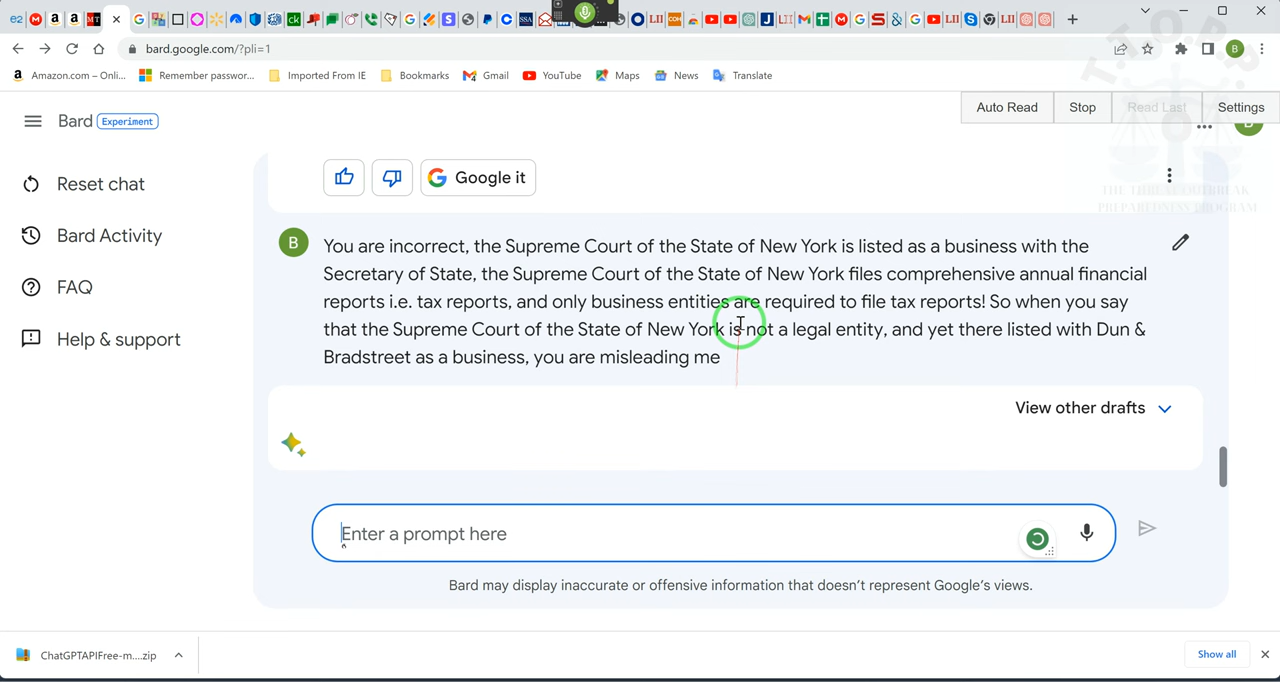 bard.google.com/?pli=1
B
Amazon.com – Onli...
Remember passwor...
Imported From IE
Bookmarks
Gmail
YouTube
Maps
News
Translate
Auto Read
Stop
Read Last
Settings
Bard
Experiment
Reset chat
Bard Activity
FAQ
Help & support
Google it
B
You are incorrect, the Supreme Court of the State of New York is listed as a business with the
Secretary of State, the Supreme Court of the State of New York files comprehensive annual financial
reports i.e. tax reports, and only business entities are required to file tax reports! So when you say
that the Supreme Court of the State of New York is not a legal entity, and yet there listed with Dun &
Bradstreet as a business, you are misleading me
View other drafts
Enter a prompt here
Bard may display inaccurate or offensive information that doesn't represent Google's views.
ChatGPTAPIFree-m....zip
Show all
T.T.O.P.P.
THE THREAT OUTBREAK
PREPAREDNESS PROGRAM